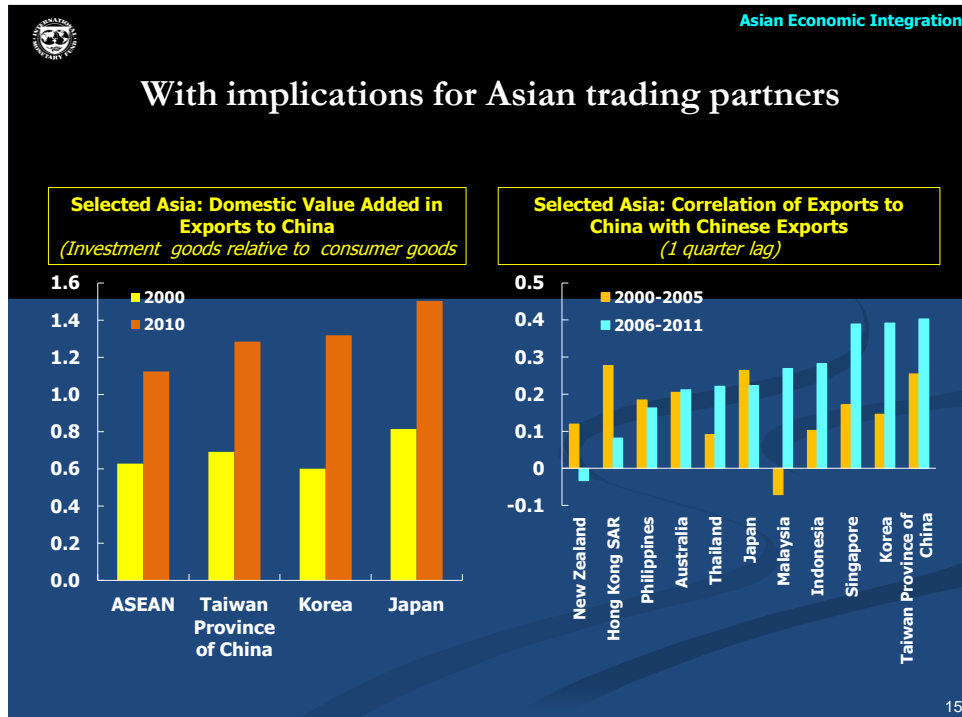 Asian Economic Integration
INTERNATIONAL MONETARY FUND
With implications for Asian trading partners
Selected Asia: Domestic Value Added in
Exports to China
(Investment goods relative to consumer goods
1.6
1.4
1.2
1.0
0.8
0.6
0.4
0.2
0.0
2000
2010
ASEAN
Taiwan
Province
of China
Korea
Japan
Selected Asia: Correlation of Exports to
China with Chinese Exports
(1 quarter lag)
0.5
0.4
0.3
0.2
0.1
0
-0.1
2000-2005
2006-2011
New Zealand
Hong Kong SAR
Philippines
Australia
Thailand
Japan
Malaysia
Indonesia
Singapore
Korea
Taiwan Province of
China
15